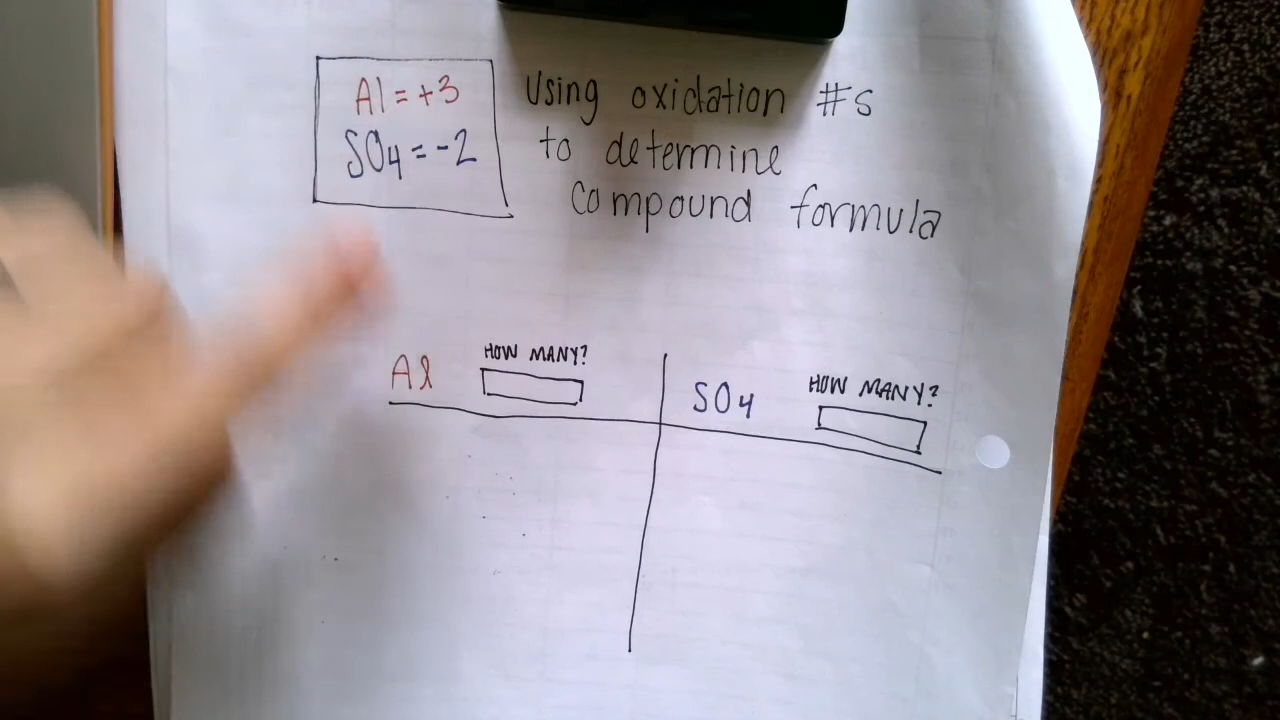 Al = +3
SO4 = -2
Using oxidation #s
to determine
compound formula
Al HOW MANY?
SO4 HOW MANY?